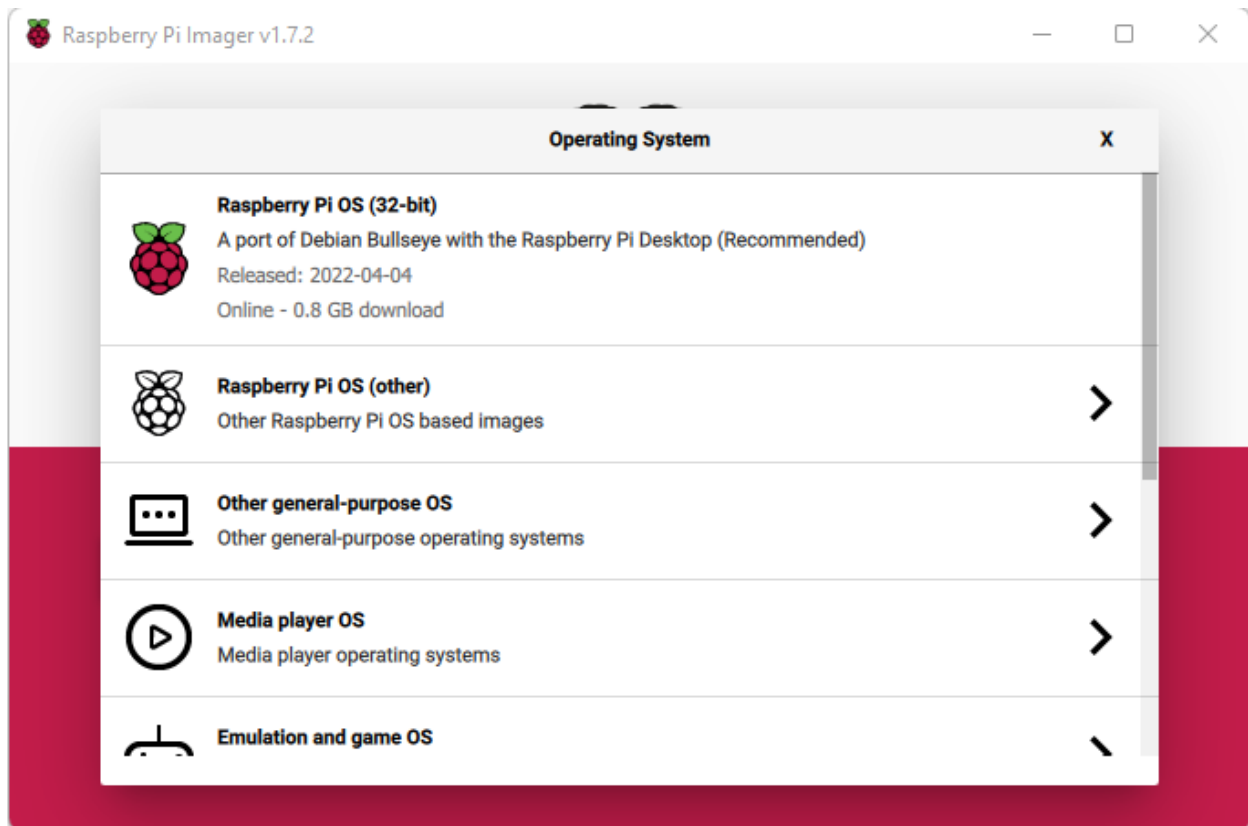 Raspberry Pi Imager v1.7.2
Operating System
X
Raspberry Pi OS (32-bit)
A port of Debian Bullseye with the Raspberry Pi Desktop (Recommended)
Released: 2022-04-04
Online - 0.8 GB download
Raspberry Pi OS (other)
Other Raspberry Pi OS based images
Other general-purpose OS
Other general-purpose operating systems
Media player OS
Media player operating systems
Emulation and game OS